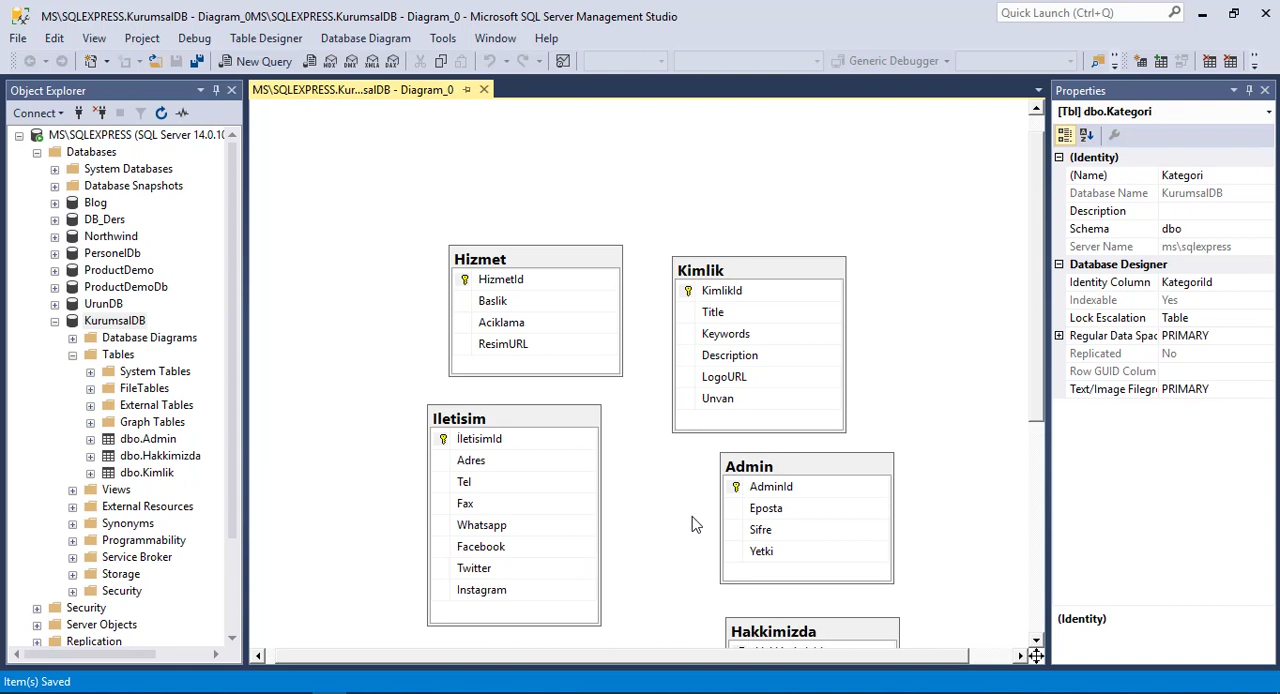 MS\SQLEXPRESS.KurumsalDB - Diagram_0MS\SQLEXPRESS.KurumsalDB - Diagram_0 - Microsoft SQL Server Management Studio
Quick Launch (Ctrl+Q)
File Edit View Project Debug Table Designer Database Diagram Tools Window Help
New Query
MDX DMX XMLA DAX
Generic Debugger
Object Explorer
Connect
MS\SQLEXPRESS (SQL Server 14.0.10
Databases
System Databases
Database Snapshots
Blog
DB_Ders
Northwind
PersonelDb
ProductDemo
ProductDemoDb
UrunDB
KurumsalDB
Database Diagrams
Tables
System Tables
FileTables
External Tables
Graph Tables
dbo.Admin
dbo.Hakkimizda
dbo.Kimlik
Views
External Resources
Synonyms
Programmability
Service Broker
Storage
Security
Security
Server Objects
Replication
MS\SQLEXPRESS.Kur...salDB - Diagram_0
Hizmet
HizmetId
Baslik
Aciklama
ResimURL
Kimlik
KimlikId
Title
Keywords
Description
LogoURL
Unvan
Iletisim
İletisimId
Adres
Tel
Fax
Whatsapp
Facebook
Twitter
Instagram
Admin
AdminId
Eposta
Sifre
Yetki
Hakkimizda
Properties
[Tbl] dbo.Kategori
(Identity)
(Name) Kategori
Database Name KurumsalDB
Description
Schema dbo
Server Name ms\sqlexpress
Database Designer
Identity Column KategoriId
Indexable Yes
Lock Escalation Table
Regular Data Spac PRIMARY
Replicated No
Row GUID Colum
Text/Image Filegr PRIMARY
(Identity)
Item(s) Saved